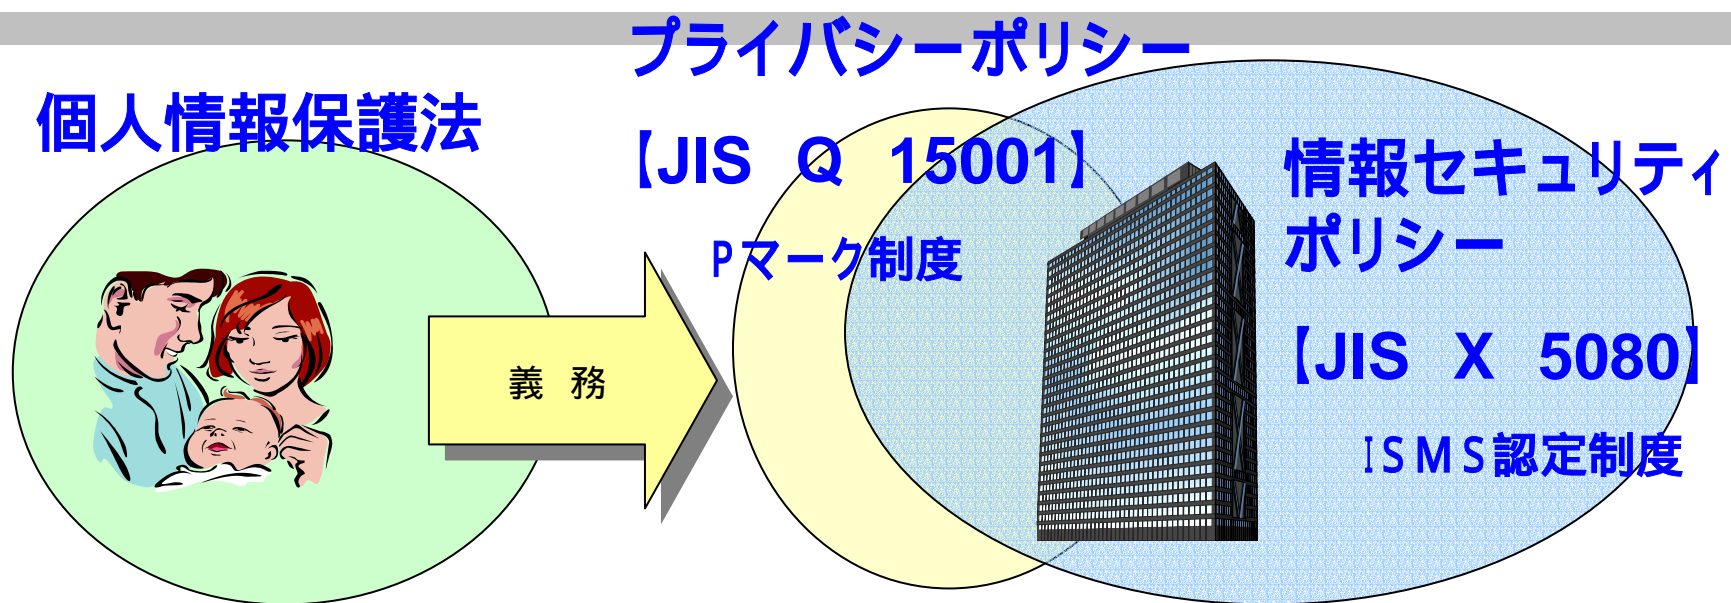 プライバシーポリシー
個人情報保護法
【JIS Q 15001】
Pマーク制度
情報セキュリティ
ポリシー
義 務
【JIS X 5080】
ISMS認定制度